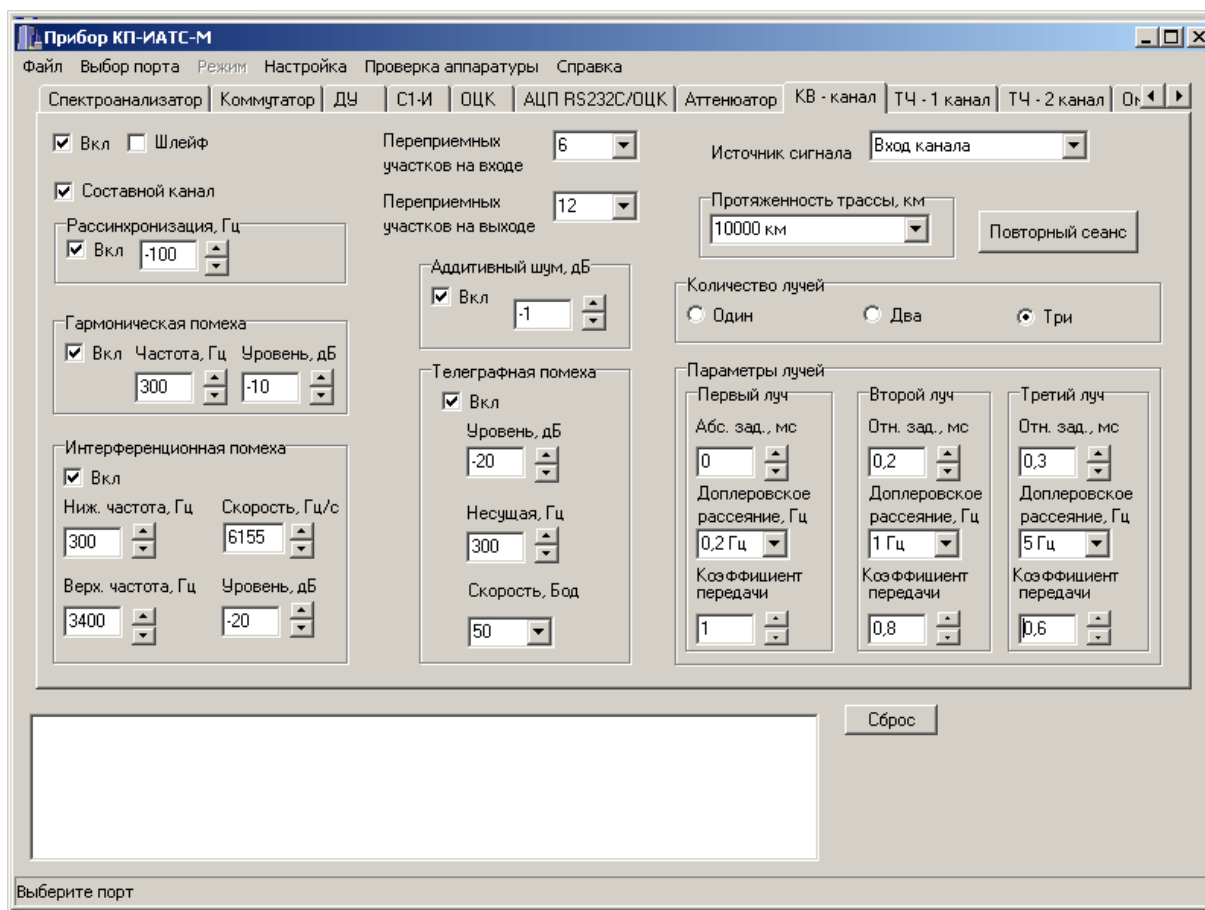 Прибор КП-ИАТС-М
Файл Выбор порта Режим Настройка Проверка аппаратуры Справка
Спектроанализатор Коммутатор ДУ С1-И ОЦК АЦП RS232C/ОЦК Аттенюатор КВ - канал ТЧ - 1 канал ТЧ - 2 канал
Вкл Шлейф
Составной канал
Рассинхронизация, Гц
Вкл -100
Гармоническая помеха
Вкл Частота, Гц Уровень, дБ
300 -10
Интерференционная помеха
Вкл
Ниж. частота, Гц Скорость, Гц/с
300 6155
Верх. частота, Гц Уровень, дБ
3400 -20
Переприемных
участков на входе
6
Переприемных
участков на выходе
12
Аддитивный шум, дБ
Вкл -1
Телеграфная помеха
Вкл
Уровень, дБ
-20
Несущая, Гц
300
Скорость, Бод
50
Источник сигнала Вход канала
Протяженность трассы, км
10000 км
Повторный сеанс
Количество лучей
Один Два Три
Параметры лучей
Первый луч
Абс. зад., мс
0
Доплеровское
рассеяние, Гц
0,2 Гц
Коэффициент
передачи
1
Второй луч
Отн. зад., мс
0,2
Доплеровское
рассеяние, Гц
1 Гц
Коэффициент
передачи
0,8
Третий луч
Отн. зад., мс
0,3
Доплеровское
рассеяние, Гц
5 Гц
Коэффициент
передачи
0,6
Сброс
Выберите порт